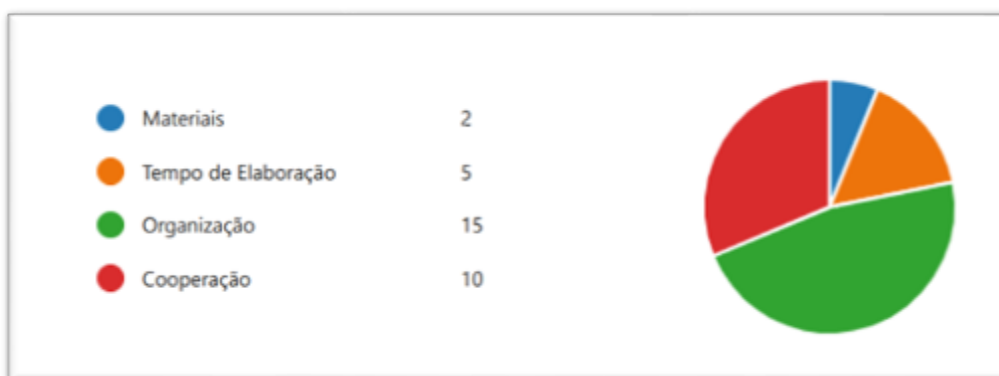 Materiais 2
Tempo de Elaboração 5
Organização 15
Cooperação 10